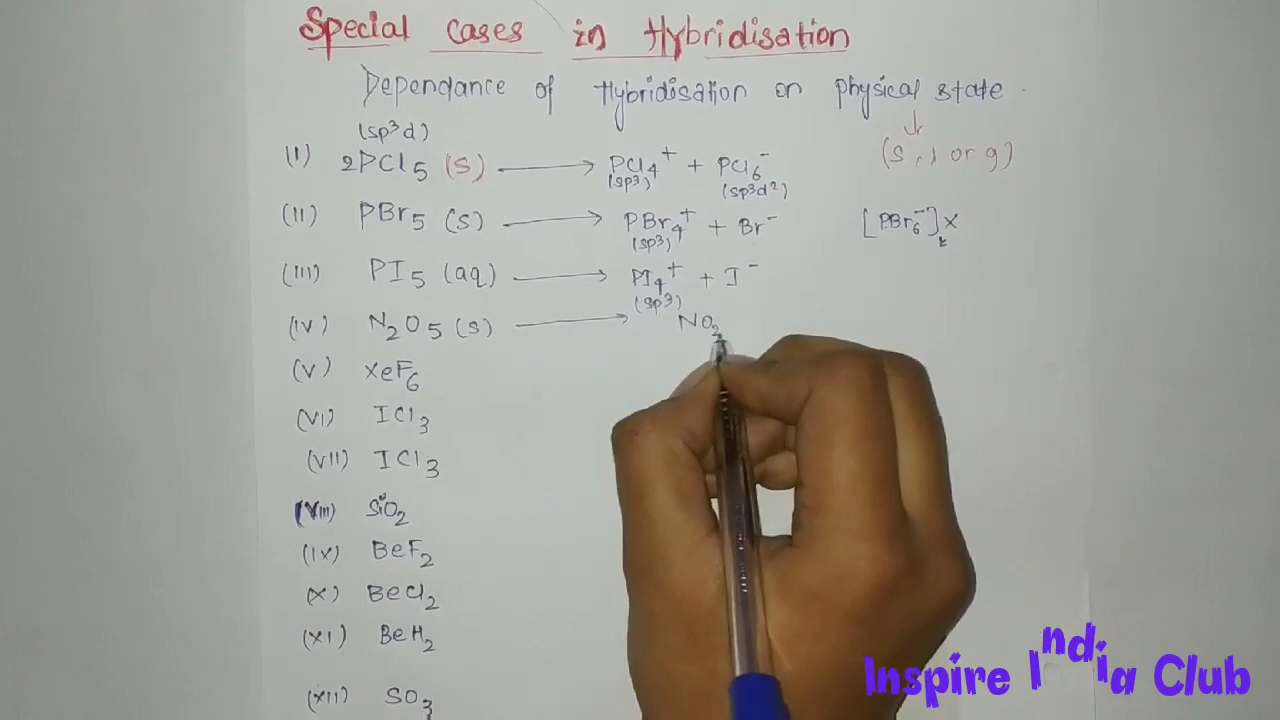 Special cases in Hybridisation
Dependance of Hybridisation on physical state.
(sp³d)
(s, l or g)
(I) 2PCl₅ (s) ⟶ PCl₄⁺ + PCl₆⁻
(sp3) (sp³d²)
(II) PBr₅ (s) ⟶ PBr₄⁺ + Br⁻ [PBr₆⁻] x
(sp3)
(III) PI₅ (aq) ⟶ PI₄⁺ + I⁻
(sp3)
(IV) N₂O₅ (s) ⟶ NO₂
(V) XeF₆
(VI) ICl₃
(VII) ICl₃
(VIII) SiO₂
(IX) BeF₂
(X) BeCl₂
(XI) BeH₂
(XII) SO₃
Inspire India Club